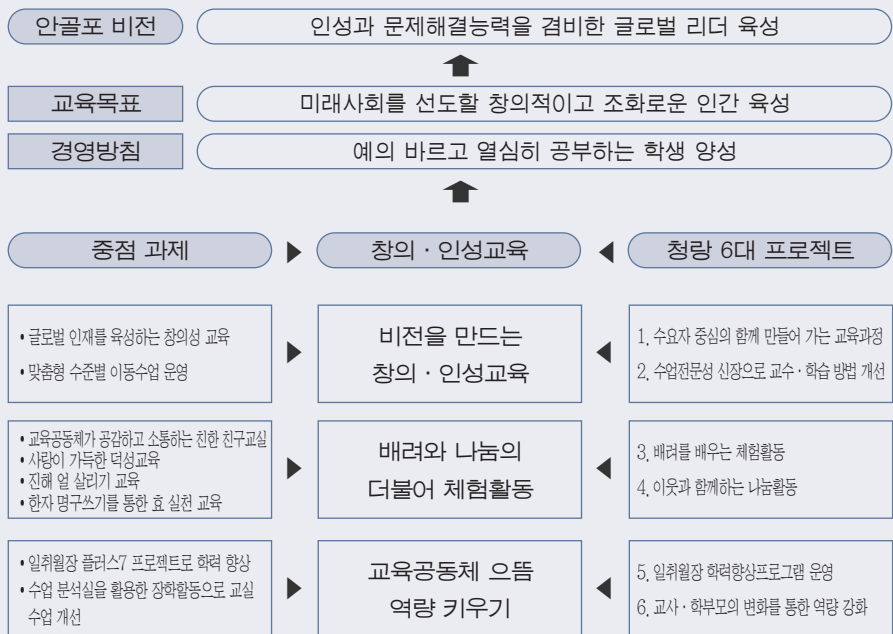 안골포 비전
인성과 문제해결능력을 겸비한 글로벌 리더 육성
교육목표
미래사회를 선도할 창의적이고 조화로운 인간 육성
경영방침
예의 바르고 열심히 공부하는 학생 양성
중점 과제
창의·인성교육
청랑 6대 프로젝트
• 글로벌 인재를 육성하는 창의성 교육
• 맞춤형 수준별 이동수업 운영
비전을 만드는
창의·인성교육
1. 수요자 중심의 함께 만들어 가는 교육과정
2. 수업전문성 신장으로 교수·학습 방법 개선
• 교육공동체가 공감하고 소통하는 친한 친구교실
• 사랑이 가득한 덕성교육
• 진해 얼 살리기 교육
• 한자 명구쓰기를 통한 효 실천 교육
배려와 나눔의
더불어 체험활동
3. 배려를 배우는 체험활동
4. 이웃과 함께하는 나눔활동
• 일취월장 플러스7 프로젝트로 학력 향상
• 수업 분석실을 활용한 장학할동으로 교실
수업 개선
교육공동체 으뜸
역량 키우기
5. 일취월장 학력향상프로그램 운영
6. 교사·학부모의 변화를 통한 역량 강화